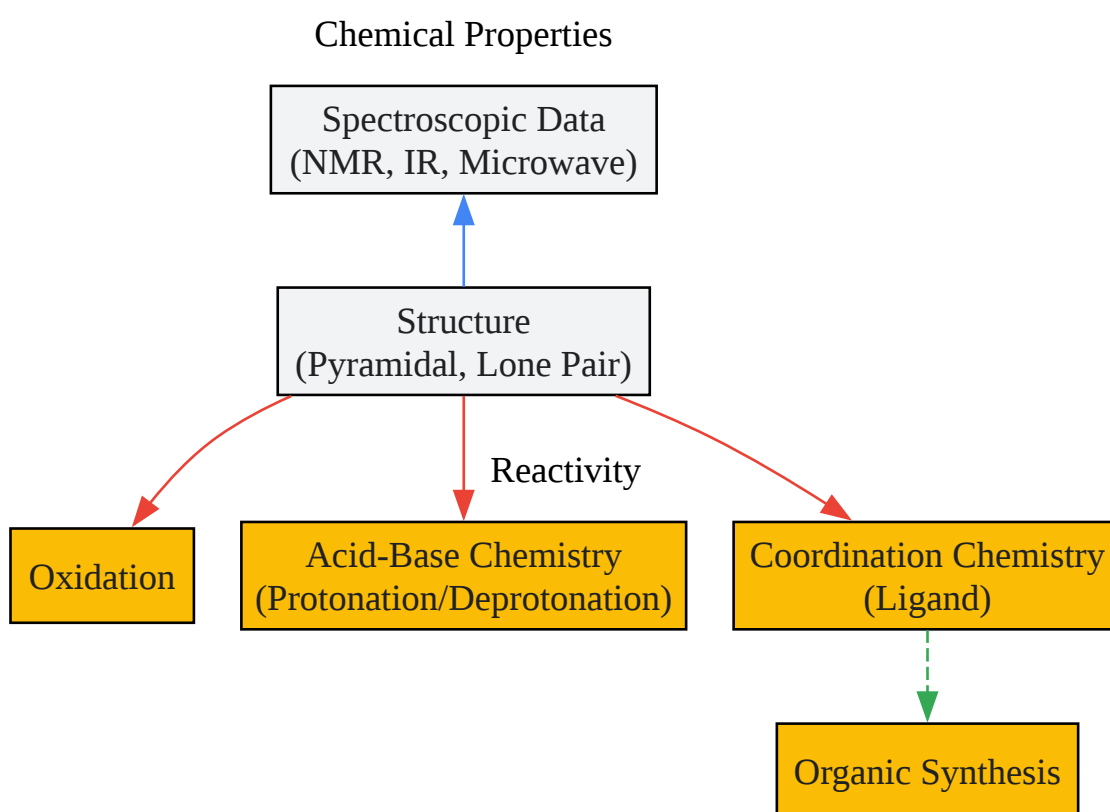 Chemical Properties
Spectroscopic Data
(NMR, IR, Microwave)
Structure
(Pyramidal, Lone Pair)
Reactivity
Oxidation
Acid-Base Chemistry
(Protonation/Deprotonation)
Coordination Chemistry
(Ligand)
Organic Synthesis